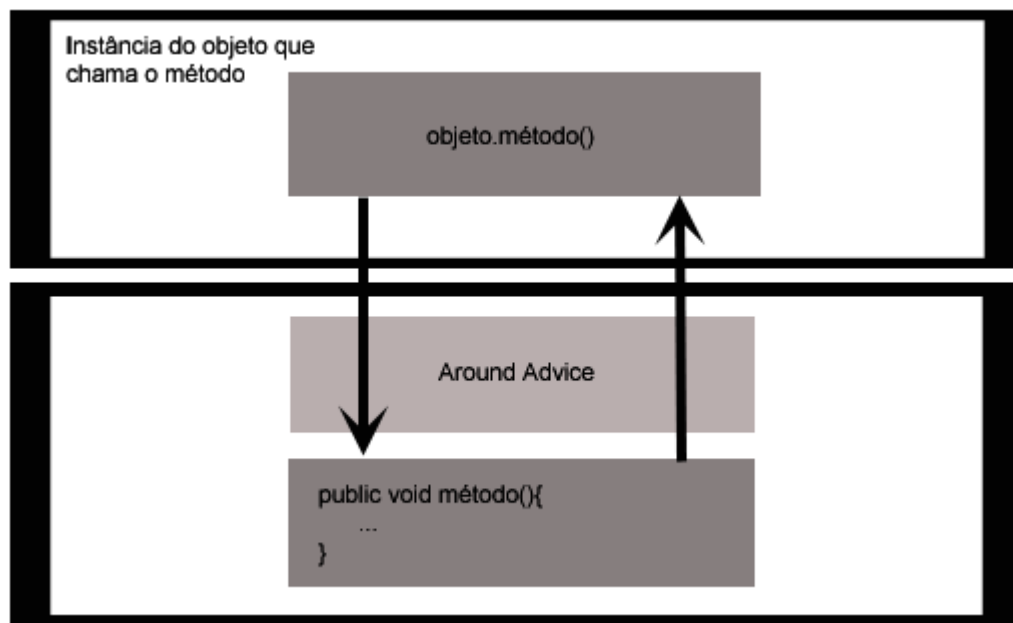 Instância do objeto que
chama o método
objeto.método()
Around Advice
public void método(){
...
}